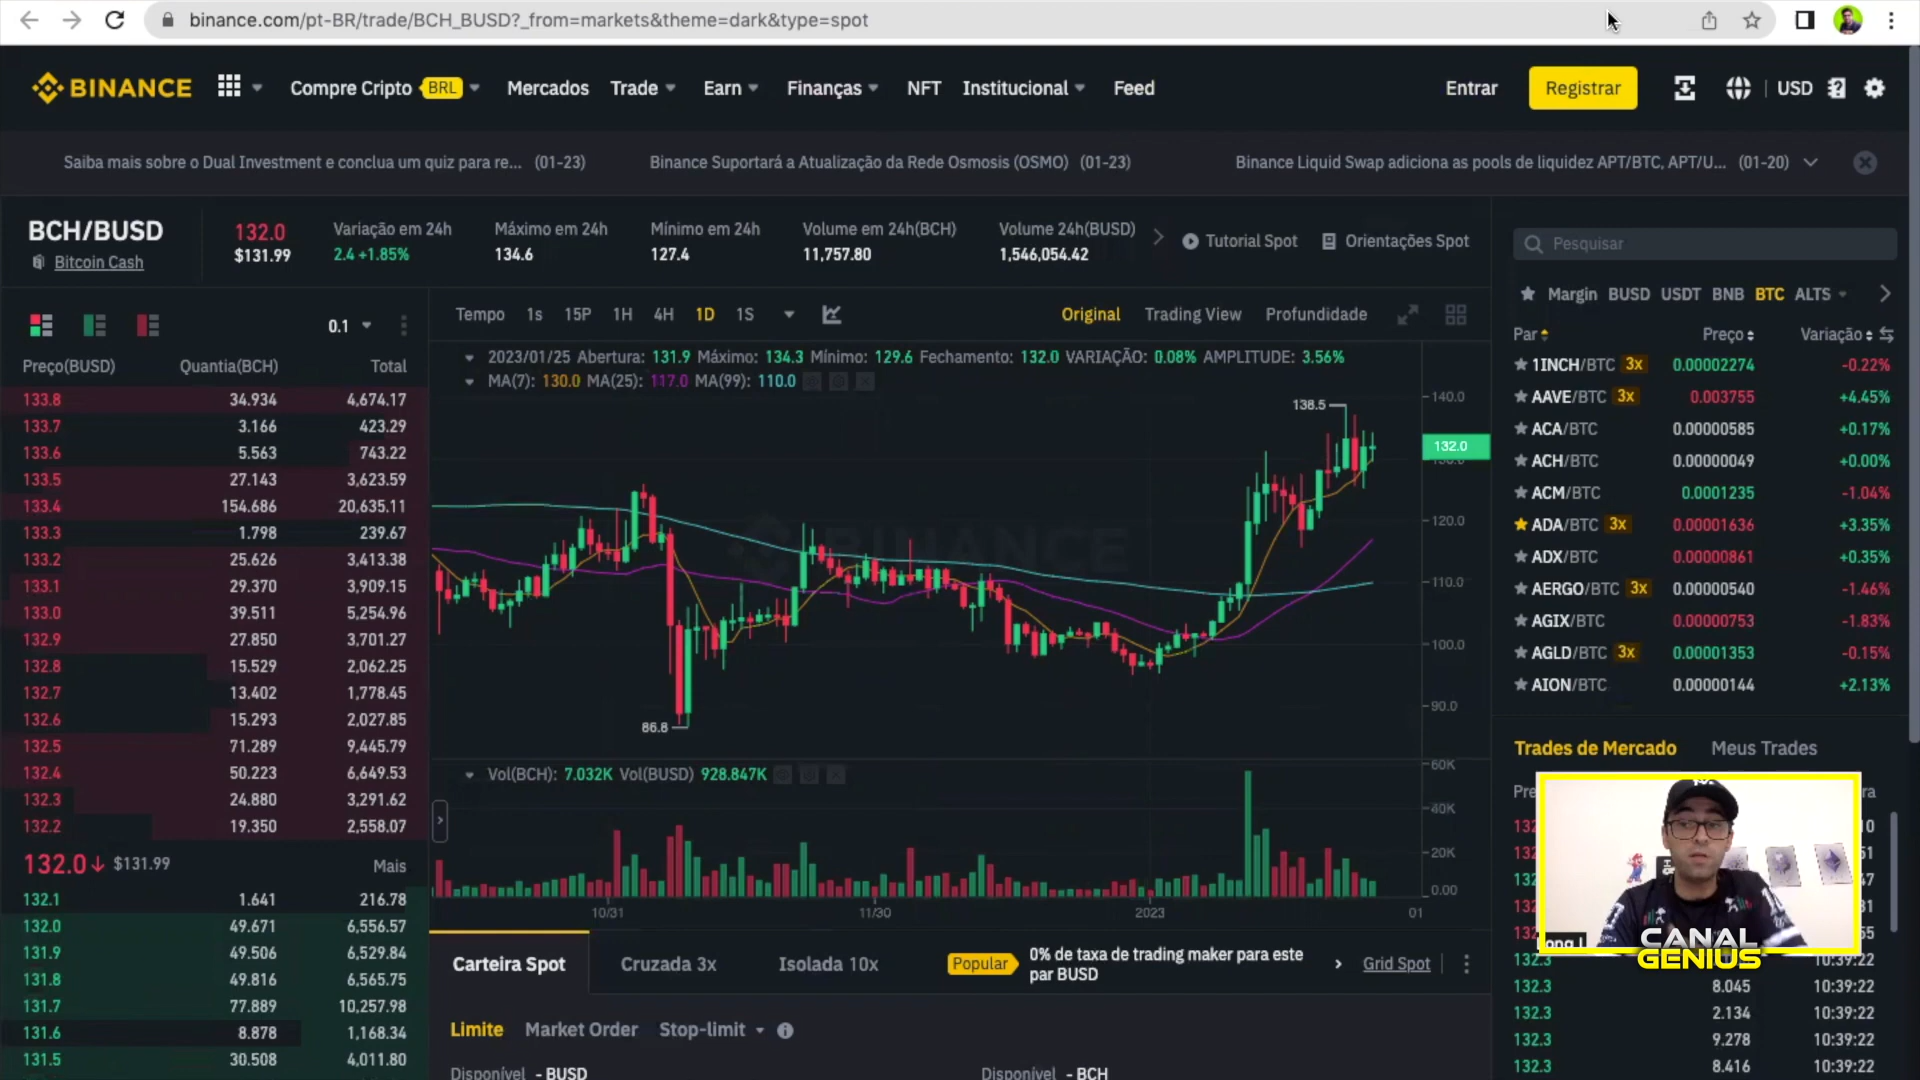 binance.com/pt-BR/trade/BCH_BUSD?_from=markets&theme=dark&type=spot
BINANCE Compre Cripto BRL Mercados Trade Earn Finanças NFT Institucional Feed Entrar Registrar USD
Saiba mais sobre o Dual Investment e conclua um quiz para re... (01-23) Binance Suportará a Atualização da Rede Osmosis (OSMO) (01-23) Binance Liquid Swap adiciona as pools de liquidez APT/BTC, APT/U... (01-20)
BCH/BUSD
Bitcoin Cash
132.0
$131.99
Variação em 24h
2.4 +1.85%
Máximo em 24h
134.6
Mínimo em 24h
127.4
Volume em 24h(BCH)
11,757.80
Volume 24h(BUSD)
1,546,054.42
Tutorial Spot Orientações Spot
0.1
Preço(BUSD) Quantia(BCH) Total
133.8 34.934 4,674.17
133.7 3.166 423.29
133.6 5.563 743.22
133.5 27.143 3,623.59
133.4 154.686 20,635.11
133.3 1.798 239.67
133.2 25.626 3,413.38
133.1 29.370 3,909.15
133.0 39.511 5,254.96
132.9 27.850 3,701.27
132.8 15.529 2,062.25
132.7 13.402 1,778.45
132.6 15.293 2,027.85
132.5 71.289 9,445.79
132.4 50.223 6,649.53
132.3 24.880 3,291.62
132.2 19.350 2,558.07
132.0 $131.99 Mais
132.1 1.641 216.78
132.0 49.671 6,556.57
131.9 49.506 6,529.84
131.8 49.816 6,565.75
131.7 77.889 10,257.98
131.6 8.878 1,168.34
131.5 30.508 4,011.80
Tempo 1s 15P 1H 4H 1D 1S Original Trading View Profundidade
2023/01/25 Abertura: 131.9 Máximo: 134.3 Mínimo: 129.6 Fechamento: 132.0 VARIAÇÃO: 0.08% AMPLITUDE: 3.56%
MA(7): 130.0 MA(25): 117.0 MA(99): 110.0
138.5
86.8
BINANCE
140.0
132.0
120.0
110.0
100.0
90.0
Vol(BCH): 7.032K Vol(BUSD) 928.847K
60K
40K
20K
0.00
10/31 11/30 2023 01
Carteira Spot Cruzada 3x Isolada 10x
Popular 0% de taxa de trading maker para este
par BUSD
Grid Spot
Limite Market Order Stop-limit
Disponível - BUSD Disponível - BCH
Pesquisar
Margin BUSD USDT BNB BTC ALTS
Par Preço Variação
1INCH/BTC 3x 0.00002274 -0.22%
AAVE/BTC 3x 0.003755 +4.45%
ACA/BTC 0.00000585 +0.17%
ACH/BTC 0.00000049 +0.00%
ACM/BTC 0.0001235 -1.04%
ADA/BTC 3x 0.00001636 +3.35%
ADX/BTC 0.00000861 +0.35%
AERGO/BTC 3x 0.00000540 -1.46%
AGIX/BTC 0.00000753 -1.83%
AGLD/BTC 3x 0.00001353 -0.15%
AION/BTC 0.00000144 +2.13%
Trades de Mercado Meus Trades
CANAL
GENIUS
132.3 10:39:22
132.3 8.045 10:39:22
132.3 2.134 10:39:22
132.3 9.278 10:39:22
132.3 8.416 10:39:22